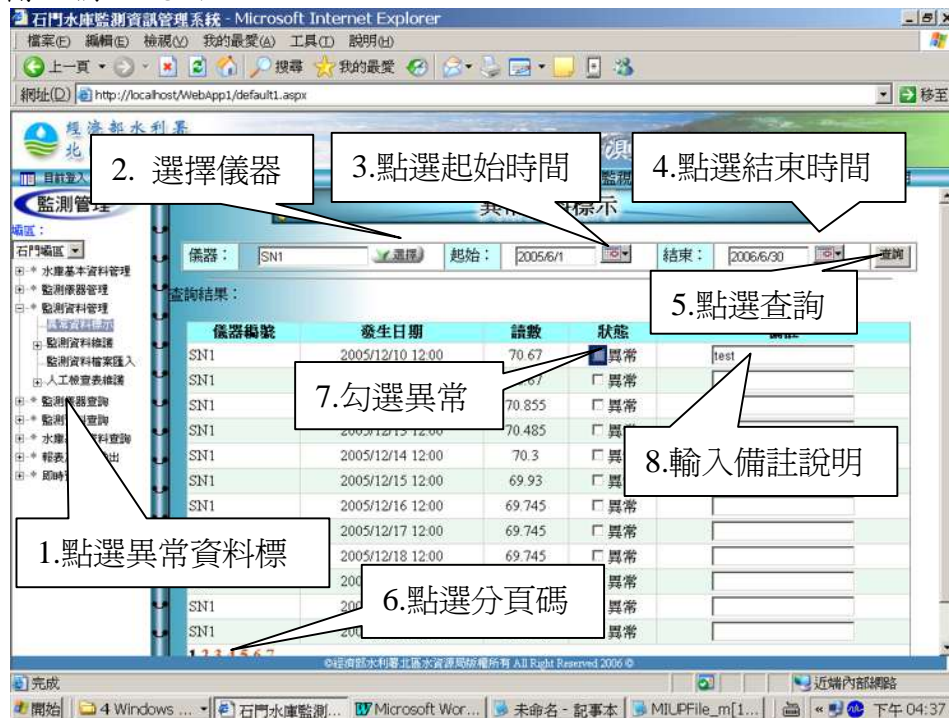 石門水庫監測資訊管理系統 - Microsoft Internet Explorer
檔案(F) 編輯(E) 檢視(V) 我的最愛(A) 工具(T) 說明(H)
上一頁 搜尋 我的最愛
網址(D) http://localhost/WebApp1/default1.aspx 移至
經濟部水利署
北
2. 選擇儀器
3.點選起始時間
4.點選結束時間
目前登入
監測管理
壩區：
石門壩區
儀器： SN1 選擇 起始： 2005/6/1 結束： 2006/6/30 查詢
水庫基本資料管理
監測儀器管理
監測資料管理
異常資料標示
監測資料維護
監測資料檔案匯入
人工檢查表維護
5.點選查詢
查詢結果：
儀器編號 發生日期 讀數 狀態
SN1 2005/12/10 12:00 70.67 異常 test
SN1 異常
SN1 70.855 異常
SN1 2005/12/13 12:00 70.485 異常
SN1 2005/12/14 12:00 70.3
SN1 2005/12/15 12:00 69.93
SN1 2005/12/16 12:00 69.745 異常
2005/12/17 12:00 69.745 異常
2005/12/18 12:00 69.745 異常
異常
SN1 異常
SN1 異常
7.勾選異常
8.輸入備註說明
1.點選異常資料標
6.點選分頁碼
1 2 3 4 5 6 7
©經濟部水利署北區水資源局版權所有 All Right Reserved 2006 ©
完成 近端內部網路
開始 4 Windows ... 石門水庫監測... Microsoft Wor... 未命名 - 記事本 MILPFile_m[1... 下午 04:37